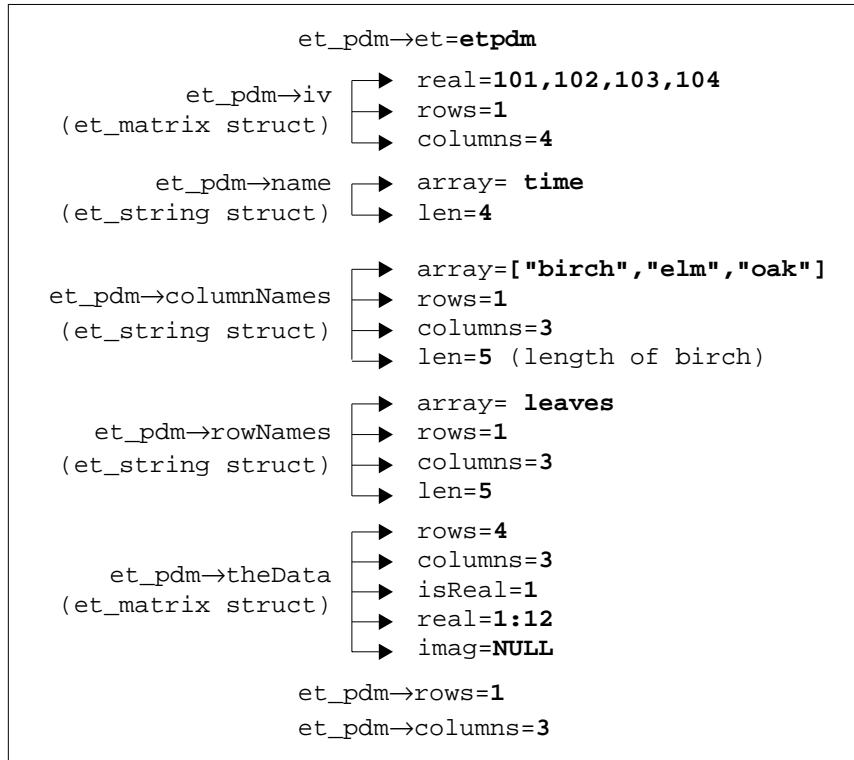 et_pdm→et=etpdm
et_pdm→iv
(et_matrix struct)
real=101,102,103,104
rows=1
columns=4
et_pdm→name
(et_string struct)
array= time
len=4
et_pdm→columnNames
(et_string struct)
array=["birch","elm","oak"]
rows=1
columns=3
len=5 (length of birch)
et_pdm→rowNames
(et_string struct)
array= leaves
rows=1
columns=3
len=5
et_pdm→theData
(et_matrix struct)
rows=4
columns=3
isReal=1
real=1:12
imag=NULL
et_pdm→rows=1
et_pdm→columns=3